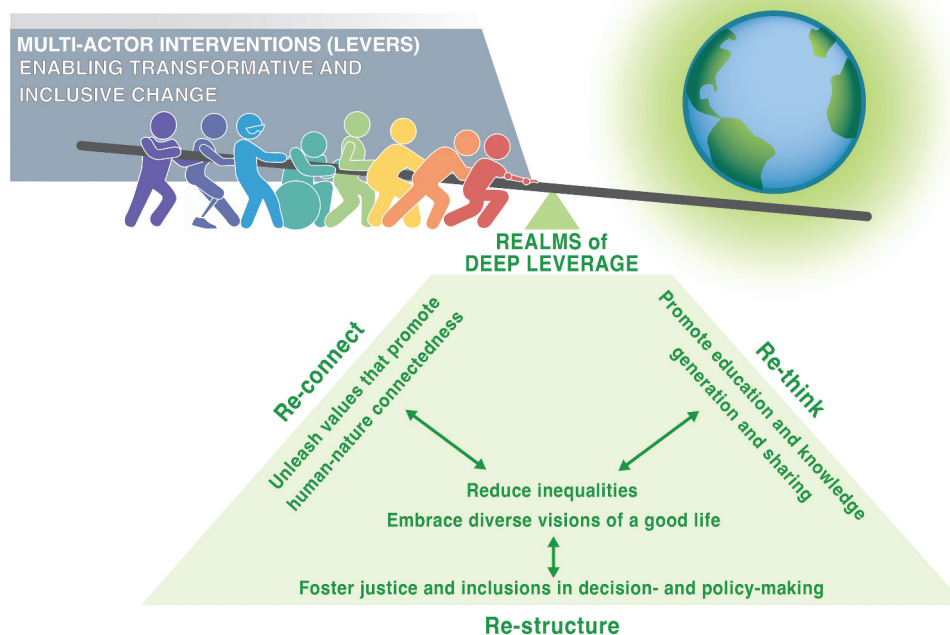 MULTI-ACTOR INTERVENTIONS (LEVERS)
ENABLING TRANSFORMATIVE AND
INCLUSIVE CHANGE
REALMS of
DEEP LEVERAGE
Re-connect
Unleash values that promote
human-nature connectedness
Re-think
Promote education and knowledge
generation and sharing
Reduce inequalities
Embrace diverse visions of a good life
Foster justice and inclusions in decision- and policy-making
Re-structure